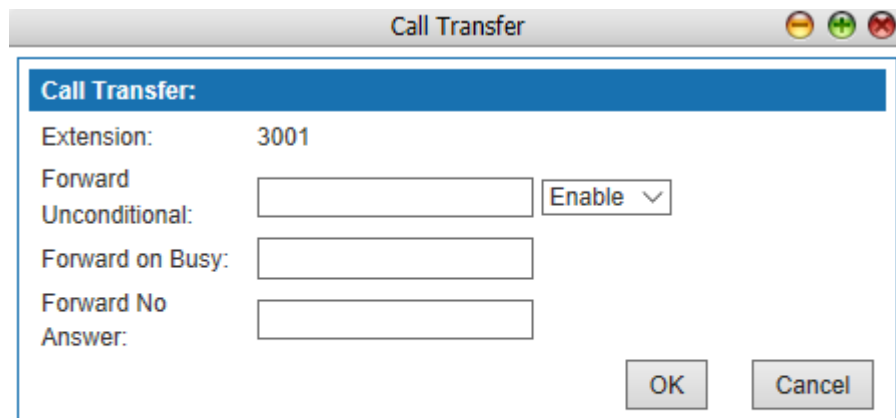 Call Transfer
Call Transfer:
Extension: 3001
Forward
Unconditional: Enable
Forward on Busy:
Forward No
Answer:
OK Cancel